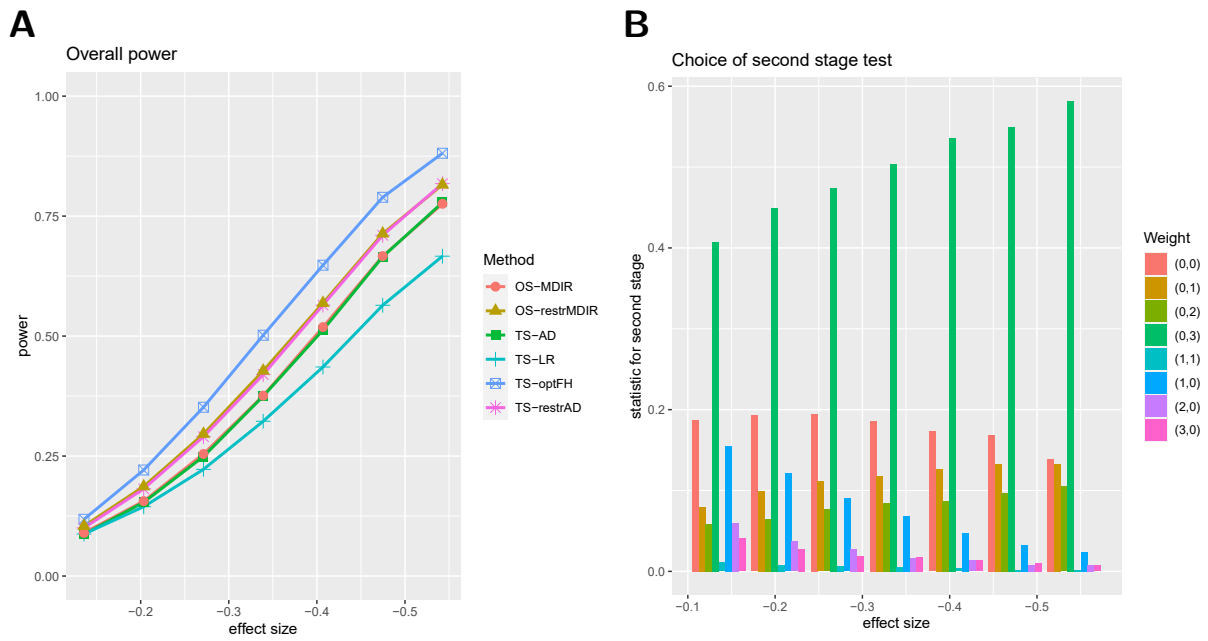 A
Overall power
1.00
0.75
0.50
0.25
0.00
power
−0.2
−0.3
−0.4
−0.5
effect size
Method
OS−MDIR
OS−restrMDIR
TS−AD
TS−LR
TS−optFH
TS−restrAD
B
Choice of second stage test
0.6
0.4
0.2
0.0
statistic for second stage
−0.1
−0.2
−0.3
−0.4
−0.5
effect size
Weight
(0,0)
(0,1)
(0,2)
(0,3)
(1,1)
(1,0)
(2,0)
(3,0)